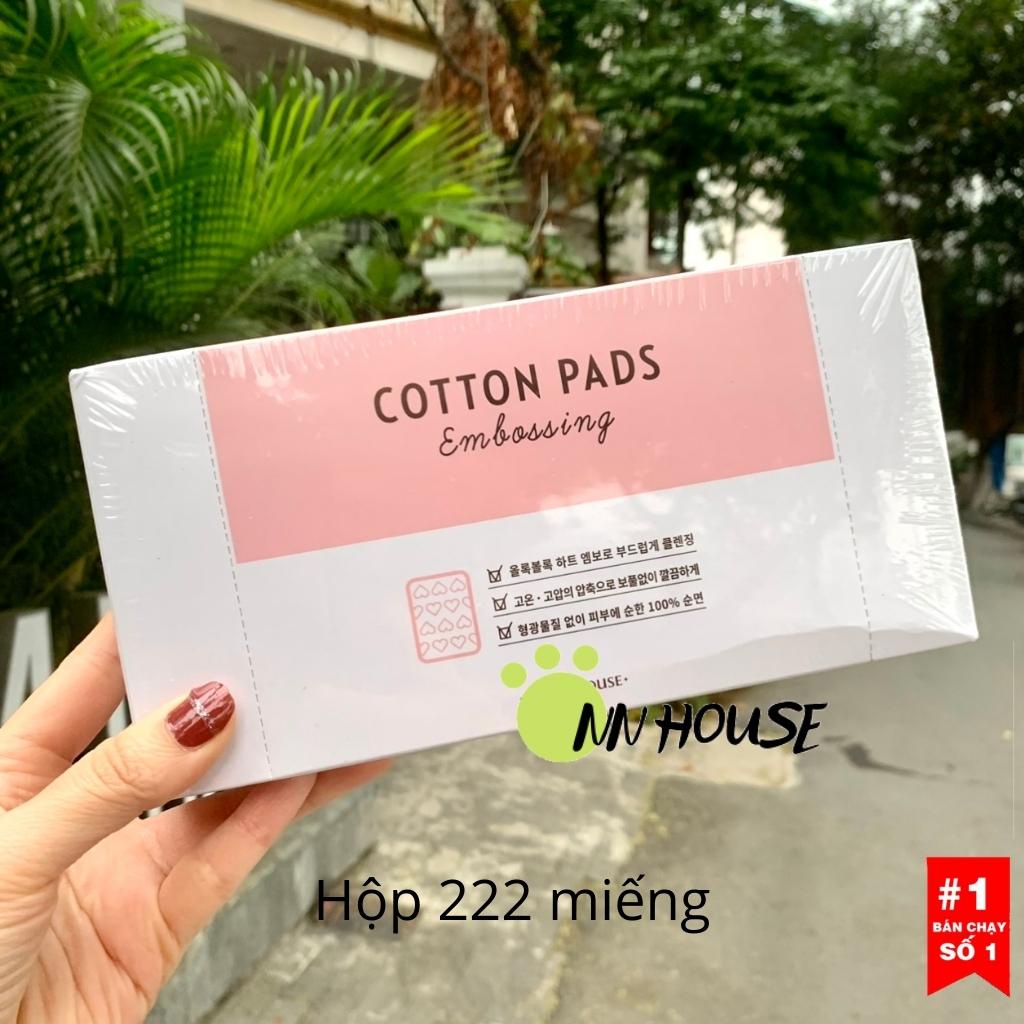 COTTON PADS
Embossing
올록볼록 하트 엠보로 부드럽게 클렌징
고온·고압의 압축으로 보풀없이 깔끔하게
형광물질 없이 피부에 순한 100% 순면
NN HOUSE
Hộp 222 miếng
#1
BÁN CHẠY
SỐ 1